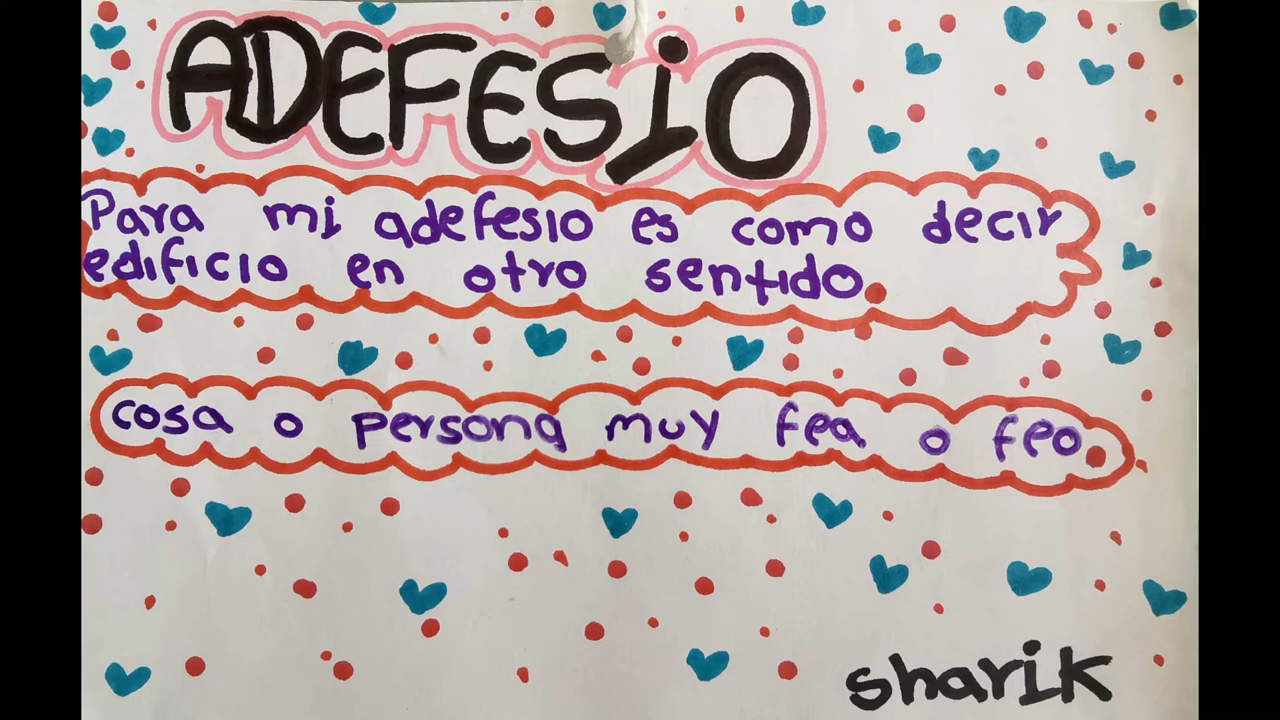 ADEFESIO
Para mi adefesio es como decir
edificio en otro sentido.
cosa o persona muy fea o feo.
sharik